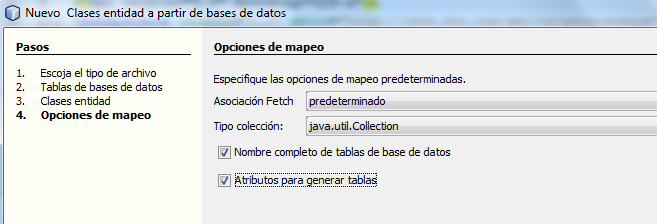 Nuevo Clases entidad a partir de bases de datos
Pasos
1. Escoja el tipo de archivo
2. Tablas de bases de datos
3. Clases entidad
4. Opciones de mapeo
Opciones de mapeo
Especifique las opciones de mapeo predeterminadas.
Asociación Fetch predeterminado
Tipo colección: java.util.Collection
Nombre completo de tablas de base de datos
Atributos para generar tablas